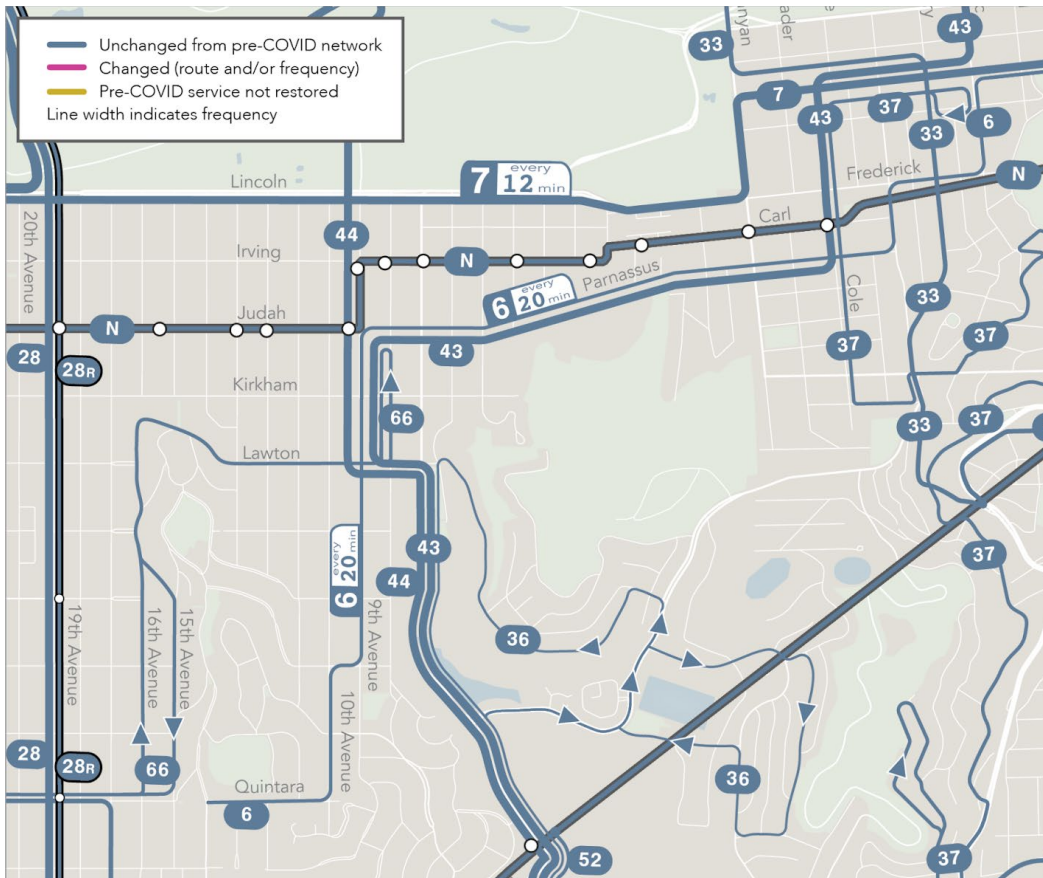 Unchanged from pre-COVID network
Changed (route and/or frequency)
Pre-COVID service not restored
Line width indicates frequency
nyan
ader
43
33
7
37
43
33
6
Frederick
N
Lincoln
7 every 12 min
Carl
20th Avenue
44
Irving
N
Parnassus
6 every 20 min
Cole
33
Judah
N
28
28R
43
37
37
Kirkham
66
33
37
Lawton
6 every 20 min
43
44
37
19th Avenue
16th Avenue
15th Avenue
9th Avenue
36
10th Avenue
28
28R
66
36
Quintara
6
52
37